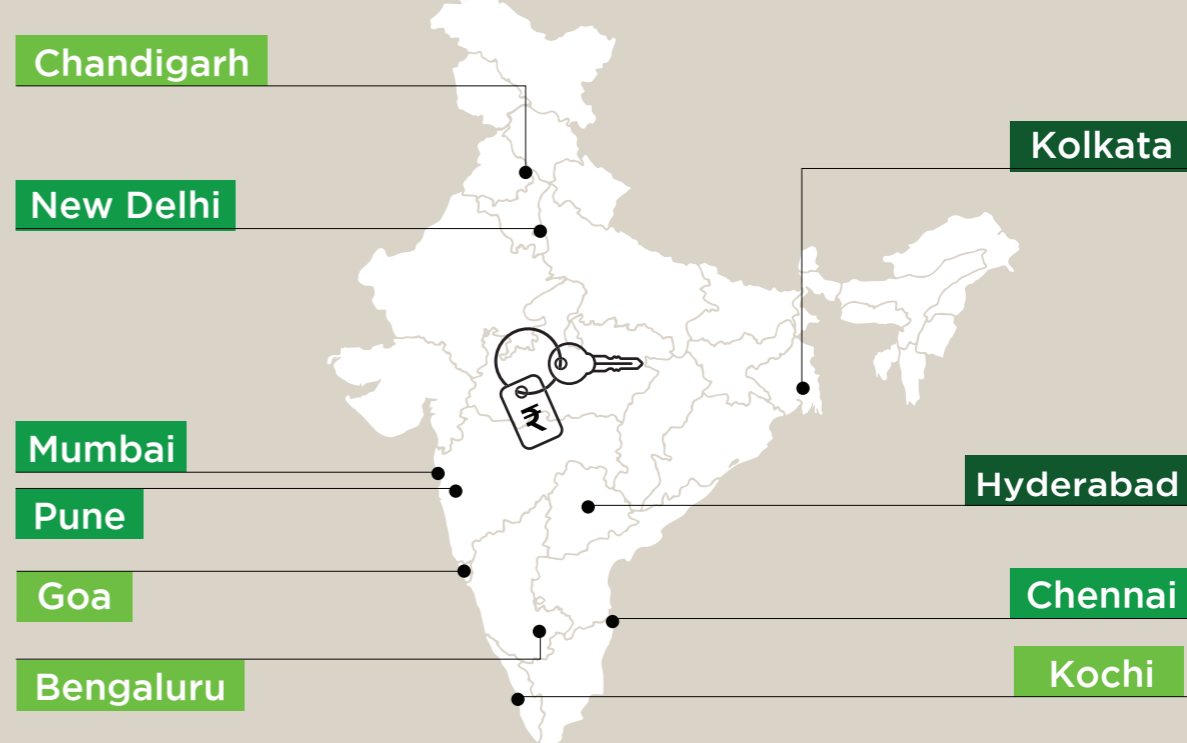 Chandigarh
Kolkata
New Delhi
Mumbai
Hyderabad
Pune
Goa
Chennai
Bengaluru
Kochi
₹